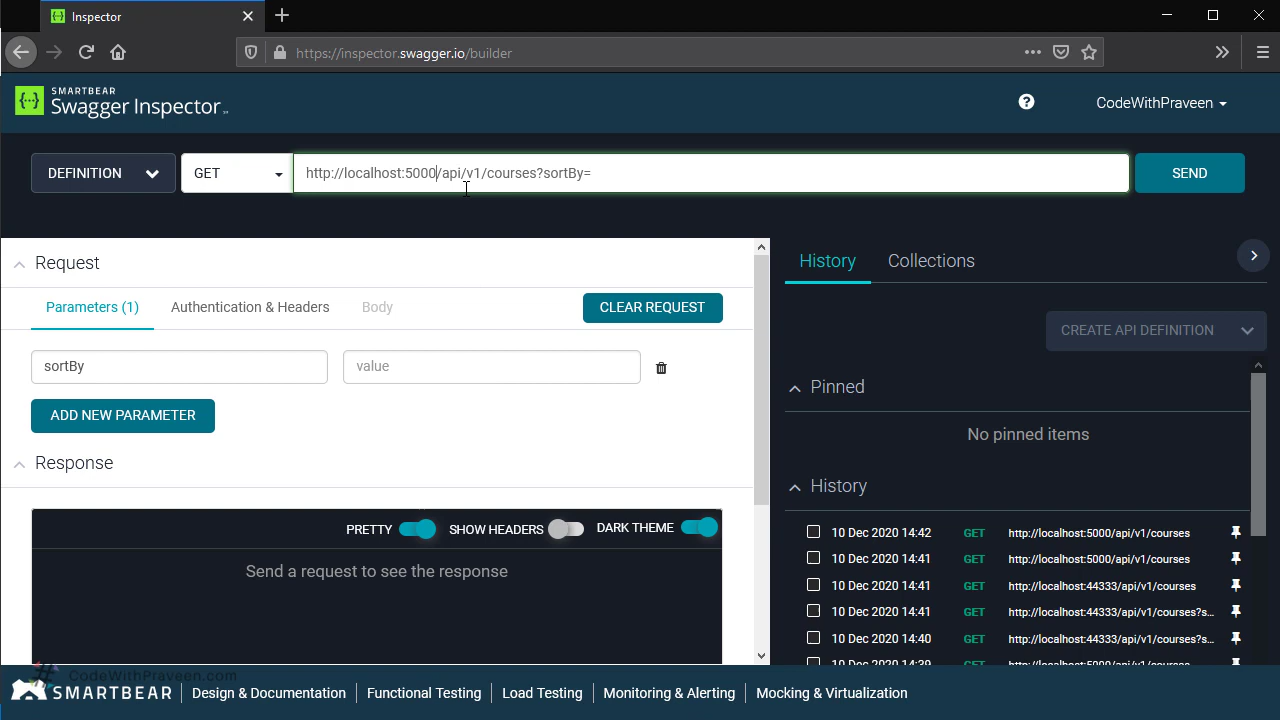 Inspector
https://inspector.swagger.io/builder
SMARTBEAR
Swagger Inspector
CodeWithPraveen
DEFINITION
GET
http://localhost:5000/api/v1/courses?sortBy=
SEND
Request
Parameters (1)
Authentication & Headers
Body
CLEAR REQUEST
sortBy
value
ADD NEW PARAMETER
Response
PRETTY
SHOW HEADERS
DARK THEME
Send a request to see the response
History
Collections
CREATE API DEFINITION
Pinned
No pinned items
History
10 Dec 2020 14:42 GET http://localhost:5000/api/v1/courses
10 Dec 2020 14:41 GET http://localhost:5000/api/v1/courses
10 Dec 2020 14:41 GET http://localhost:44333/api/v1/courses
10 Dec 2020 14:41 GET http://localhost:44333/api/v1/courses?s...
10 Dec 2020 14:40 GET http://localhost:44333/api/v1/courses?s...
10 Dec 2020 14:39 GET http://localhost:5000/api/v1/courses
CodeWithPraveen.com
SMARTBEAR
Design & Documentation
Functional Testing
Load Testing
Monitoring & Alerting
Mocking & Virtualization